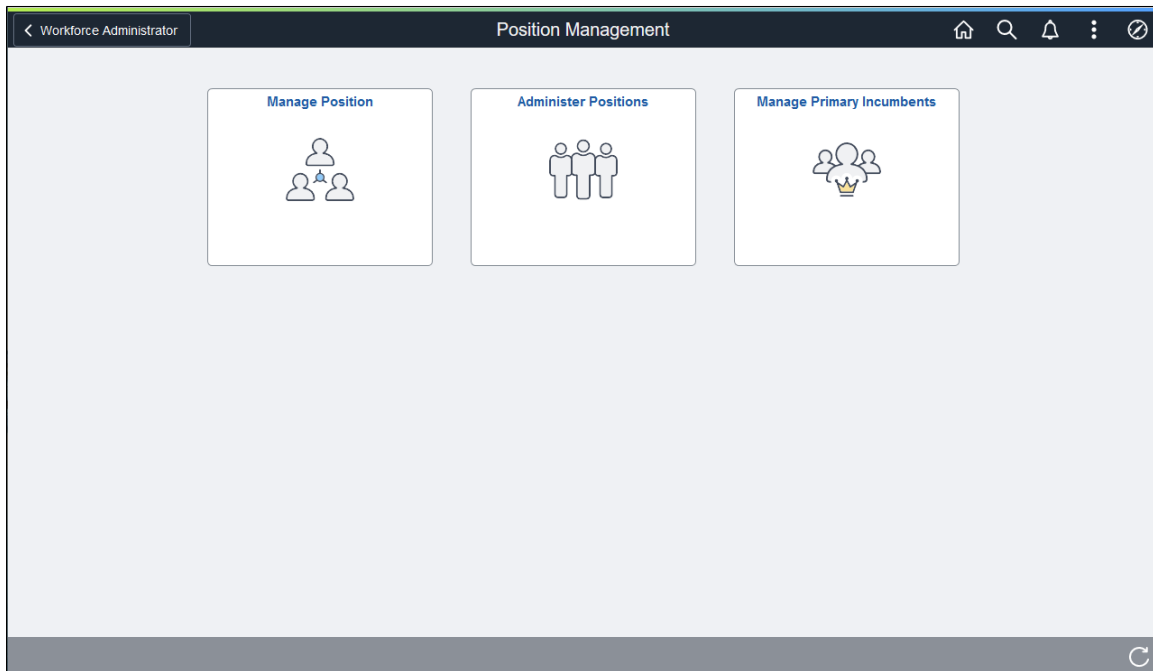 Workforce Administrator
Position Management
Manage Position
Administer Positions
Manage Primary Incumbents